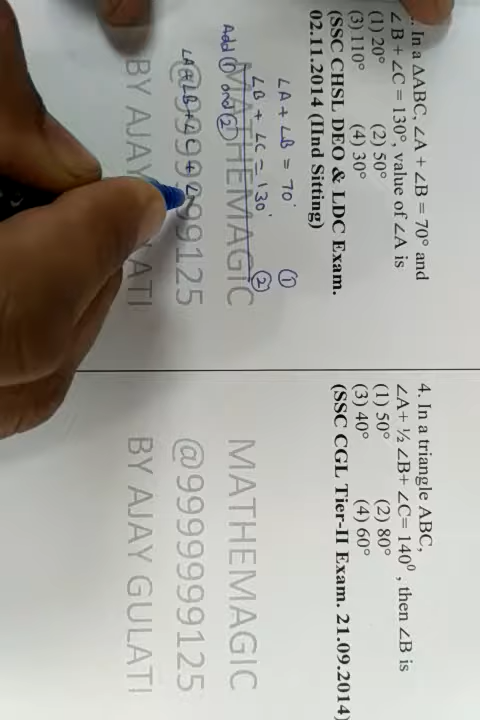 . In a ΔABC, ∠A + ∠B = 70° and
∠B + ∠C = 130°, value of ∠A is
(1) 20° (2) 50°
(3) 110° (4) 30°
(SSC CHSL DEO & LDC Exam.
02.11.2014 (IInd Sitting)
∠A + ∠B = 70° ①
∠B + ∠C = 130° ②
Add ① and ②
∠A + ∠B + ∠C + ∠
MATHEMAGIC
125
BY AJAY
ATI
4. In a triangle ABC,
∠A+ ½ ∠B+ ∠C= 140⁰ , then ∠B is
(1) 50° (2) 80°
(3) 40° (4) 60°
(SSC CGL Tier-II Exam. 21.09.2014)
MATHEMAGIC
@9999999125
BY AJAY GULATI